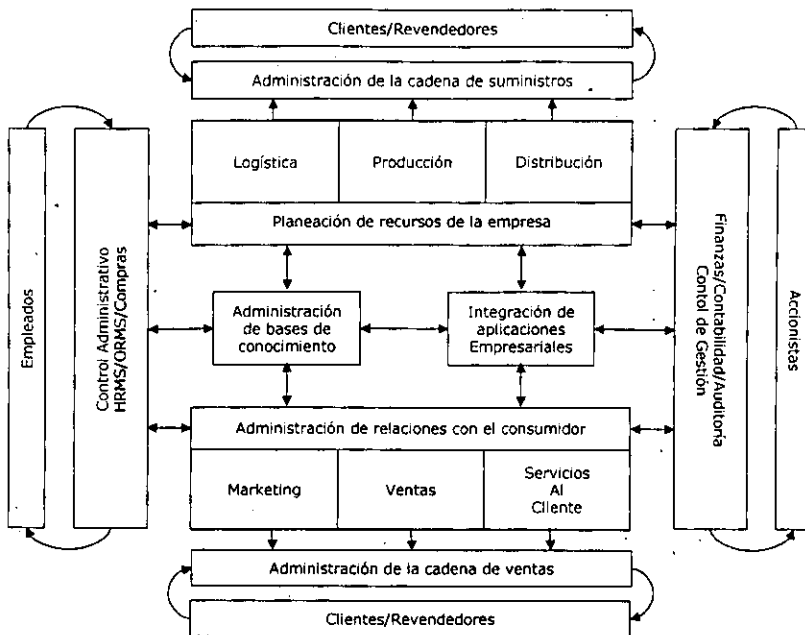 Clientes/Revendedores
Administración de la cadena de suministros
Logística
Producción
Distribución
Planeación de recursos de la empresa
Empleados
Control Administrativo
HRMS/ORMS/Compras
Administración
de bases de
conocimiento
Integración de
aplicaciones
Empresariales
Finanzas/Contabilidad/Auditoría
Contol de Gestión
Accionistas
Administración de relaciones con el consumidor
Marketing
Ventas
Servicios
Al
Cliente
Administración de la cadena de ventas
Clientes/Revendedores